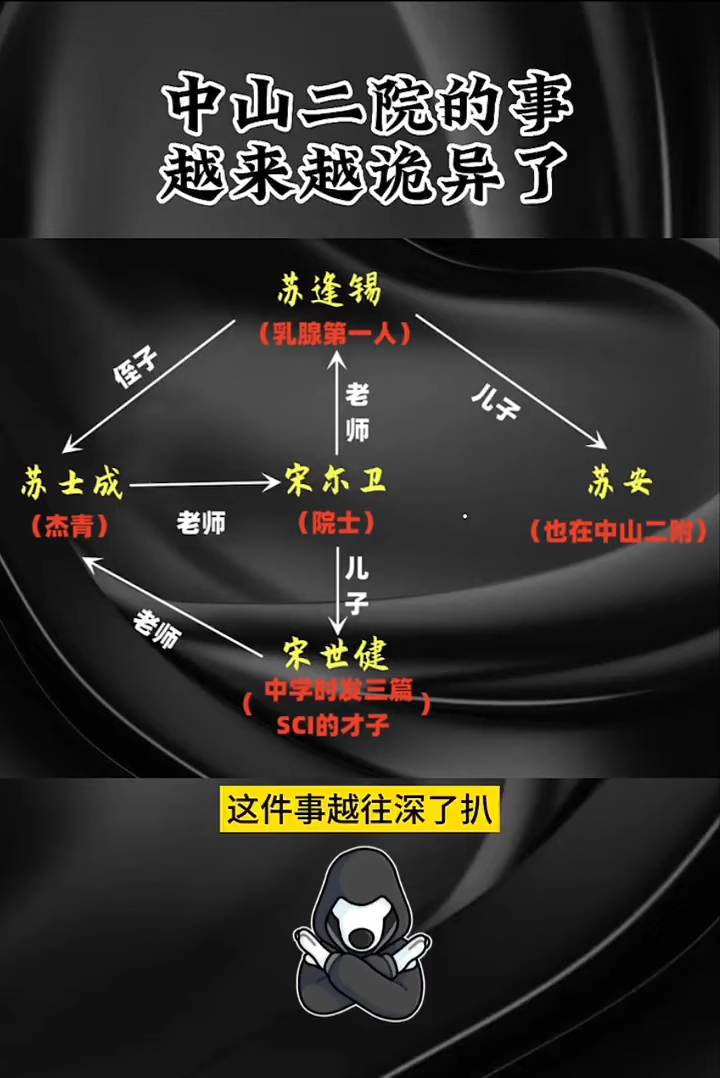 中山二院的事
越来越诡异了
苏逢锡
（乳腺第一人）
侄子
老师
儿子
苏士成
（杰青）
老师
宋尔卫
（院士）
苏安
（也在中山二附）
儿子
老师
宋世健
（中学时发三篇
SCI的才子）
这件事越往深了扒